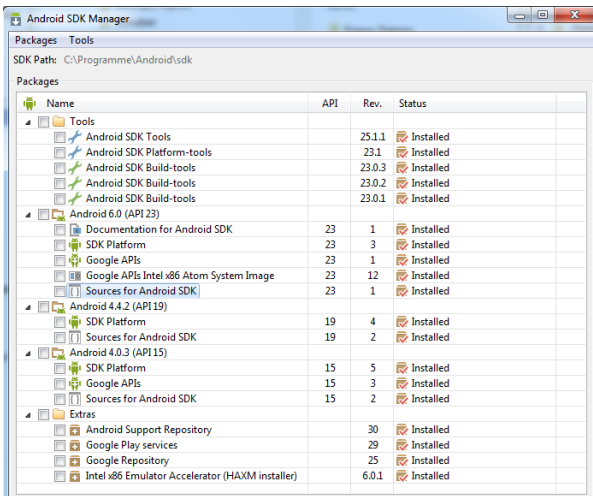 Android SDK Manager
Packages Tools
SDK Path: C:\Programme\Android\sdk
Packages
Name API Rev. Status
Tools
Android SDK Tools 25.1.1 Installed
Android SDK Platform-tools 23.1 Installed
Android SDK Build-tools 23.0.3 Installed
Android SDK Build-tools 23.0.2 Installed
Android SDK Build-tools 23.0.1 Installed
Android 6.0 (API 23)
Documentation for Android SDK 23 1 Installed
SDK Platform 23 3 Installed
Google APIs 23 1 Installed
Google APIs Intel x86 Atom System Image 23 12 Installed
Sources for Android SDK 23 1 Installed
Android 4.4.2 (API 19)
SDK Platform 19 4 Installed
Sources for Android SDK 19 2 Installed
Android 4.0.3 (API 15)
SDK Platform 15 5 Installed
Google APIs 15 3 Installed
Sources for Android SDK 15 2 Installed
Extras
Android Support Repository 30 Installed
Google Play services 29 Installed
Google Repository 25 Installed
Intel x86 Emulator Accelerator (HAXM installer) 6.0.1 Installed